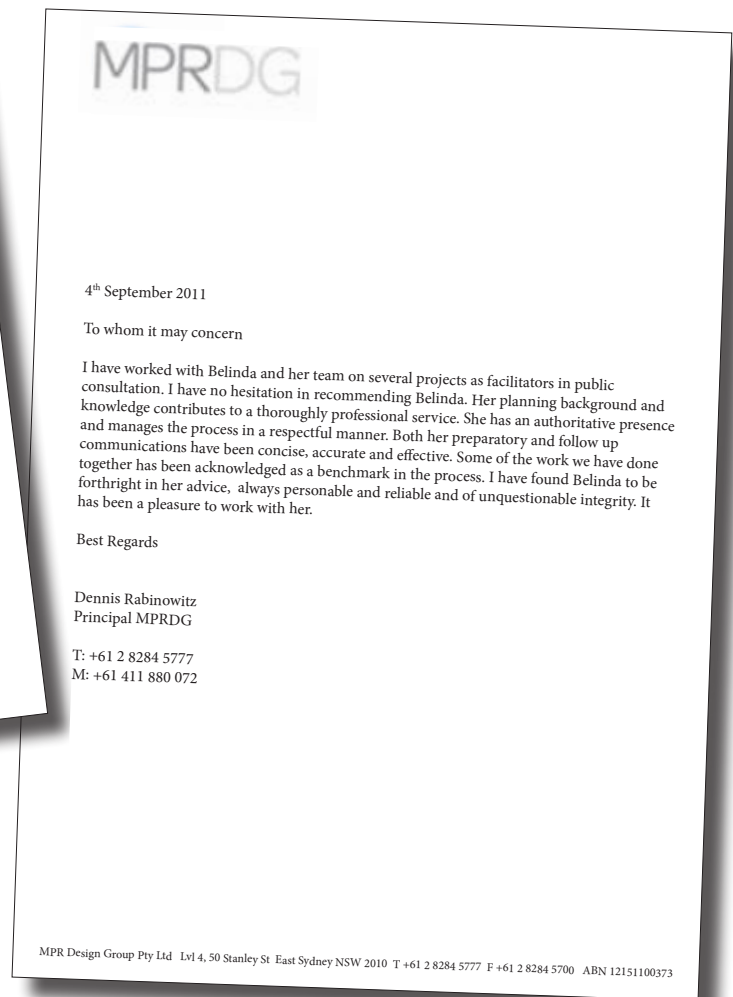 MPRDG
4th September 2011
To whom it may concern
I have worked with Belinda and her team on several projects as facilitators in public
consultation. I have no hesitation in recommending Belinda. Her planning background and
knowledge contributes to a thoroughly professional service. She has an authoritative presence
and manages the process in a respectful manner. Both her preparatory and follow up
communications have been concise, accurate and effective. Some of the work we have done
together has been acknowledged as a benchmark in the process. I have found Belinda to be
forthright in her advice,  always personable and reliable and of unquestionable integrity. It
has been a pleasure to work with her.
Best Regards
Dennis Rabinowitz
Principal MPRDG
T: +61 2 8284 5777
M: +61 411 880 072
MPR Design Group Pty Ltd  Lvl 4, 50 Stanley St  East Sydney NSW 2010  T +61 2 8284 5777  F +61 2 8284 5700  ABN 12151100373